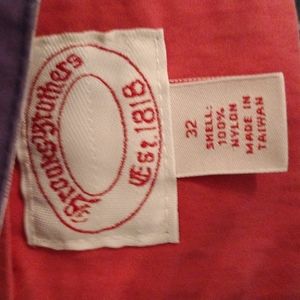 Brooks Brothers
Est. 1818
32
SHELL:
100%
NYLON
MADE IN
TAIWAN